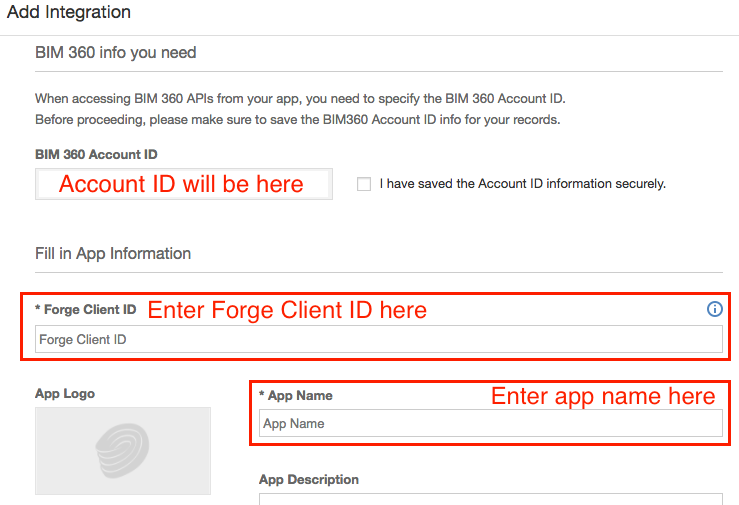 Add Integration
BIM 360 info you need
When accessing BIM 360 APIs from your app, you need to specify the BIM 360 Account ID.
Before proceeding, please make sure to save the BIM360 Account ID info for your records.
BIM 360 Account ID
Account ID will be here
I have saved the Account ID information securely.
Fill in App Information
* Forge Client ID Enter Forge Client ID here
Forge Client ID
App Logo
* App Name Enter app name here
App Name
App Description